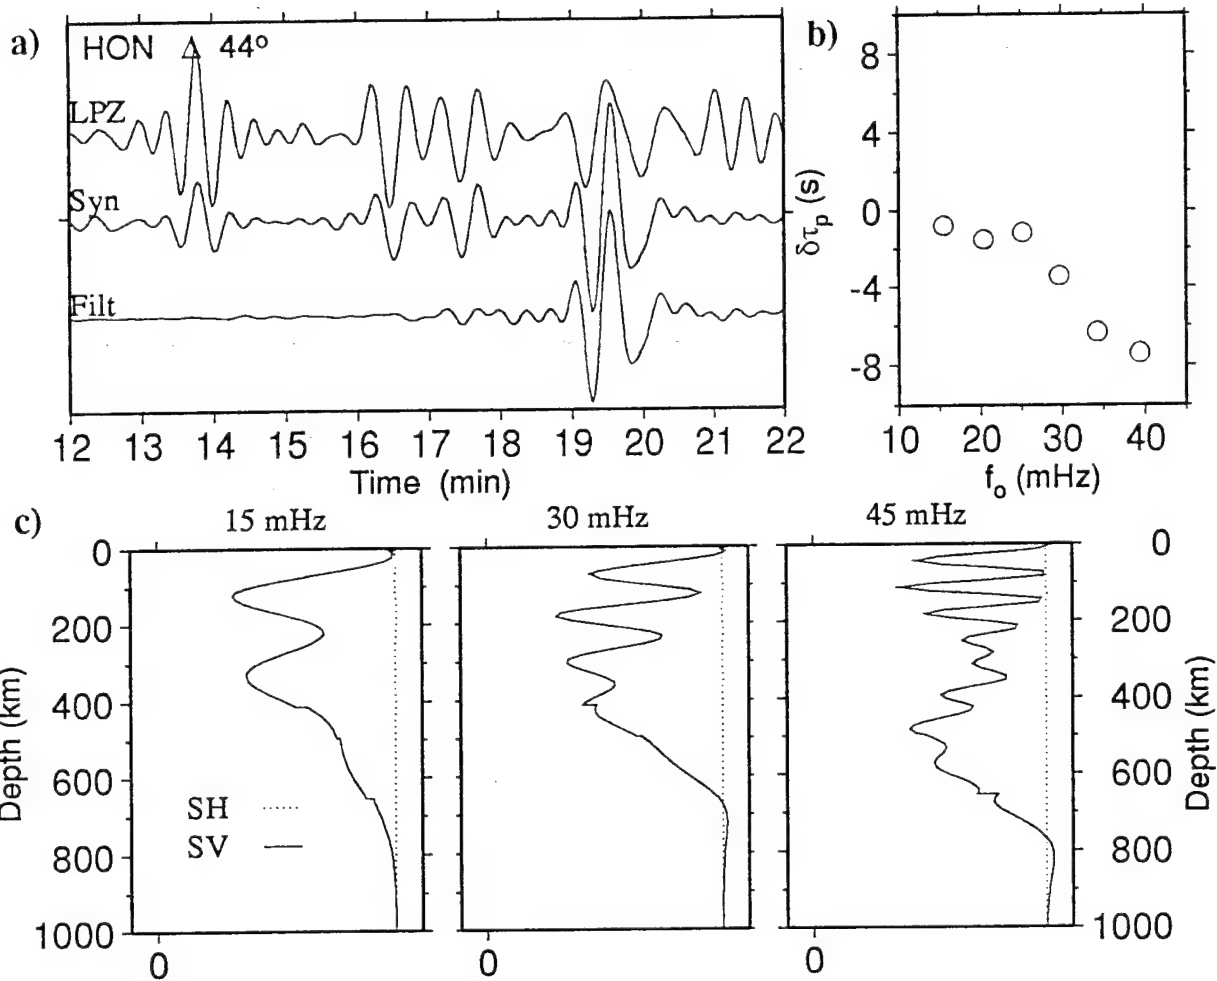 a)
HON Δ 44°
LPZ
Syn
Filt
12 13 14 15 16 17 18 19 20 21 22
Time (min)
b)
8
4
0
-4
-8
δτp (s)
10 20 30 40
fo (mHz)
c)
15 mHz
30 mHz
45 mHz
0
200
400
600
800
1000
Depth (km)
SH
SV
0
0
0
0
200
400
600
800
1000
Depth (km)